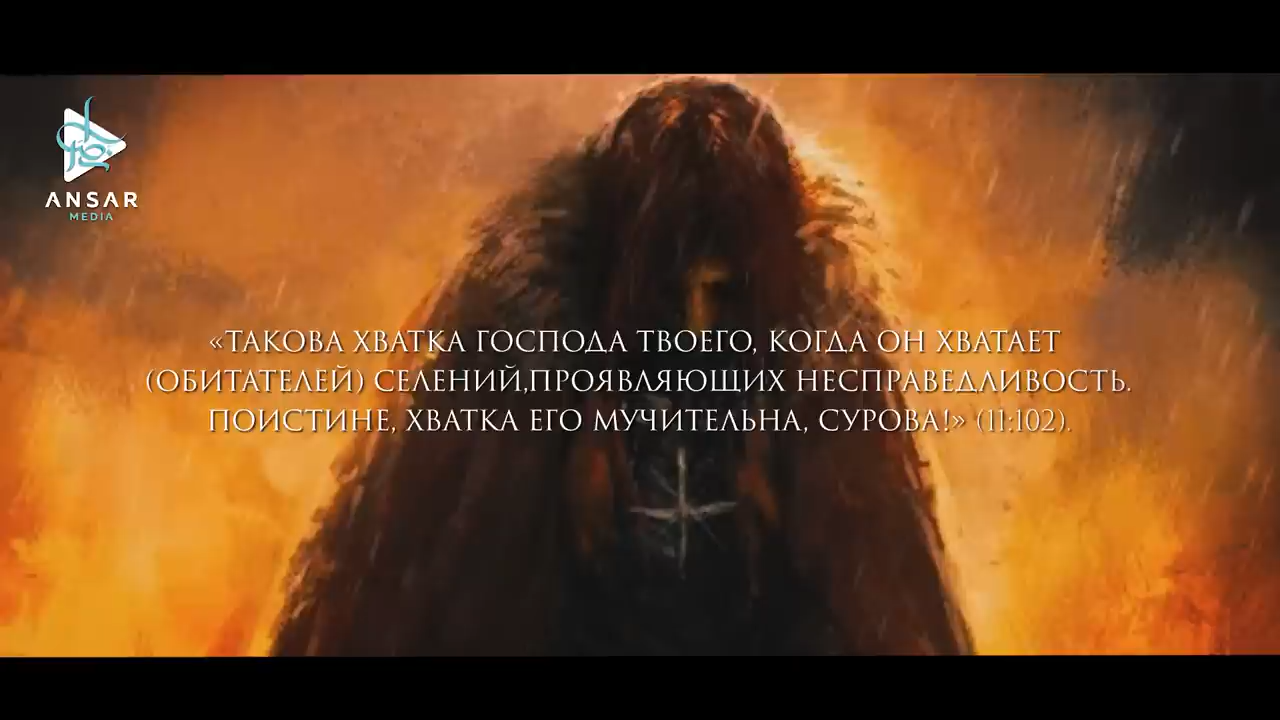 ANSAR
MEDIA
«ТАКОВА ХВАТКА ГОСПОДА ТВОЕГО, КОГДА ОН ХВАТАЕТ
(ОБИТАТЕЛЕЙ) СЕЛЕНИЙ,ПРОЯВЛЯЮЩИХ НЕСПРАВЕДЛИВОСТЬ.
ПОИСТИНЕ, ХВАТКА ЕГО МУЧИТЕЛЬНА, СУРОВА!» (11:102).